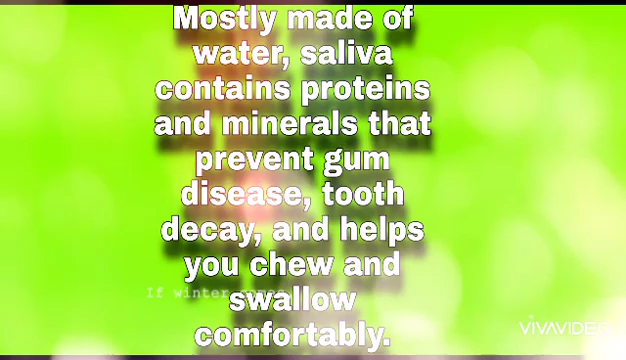 Mostly made of
water, saliva
contains proteins
and minerals that
prevent gum
disease, tooth
decay, and helps
you chew and
If winter
swallow
comfortably.
VIVAVIDEO